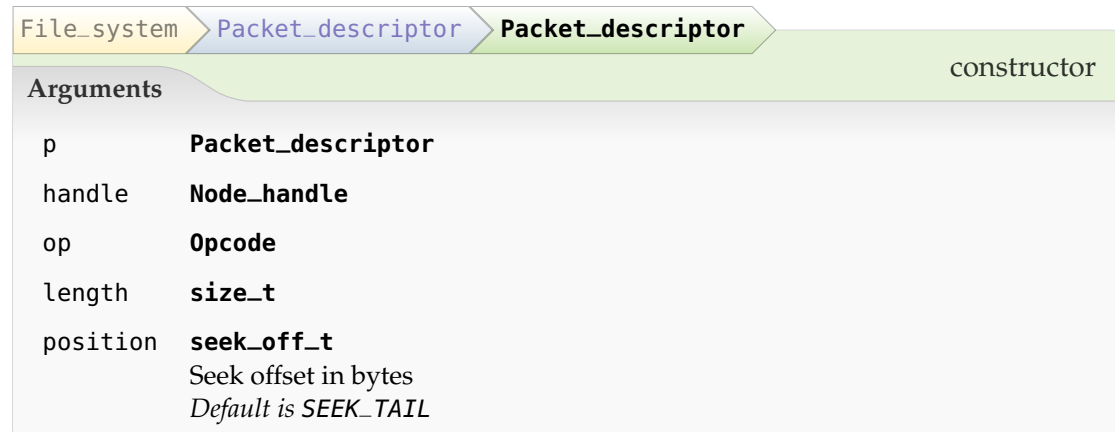 File_system Packet_descriptor Packet_descriptor
constructor
Arguments
p Packet_descriptor
handle Node_handle
op Opcode
length size_t
position seek_off_t
Seek offset in bytes
Default is SEEK_TAIL